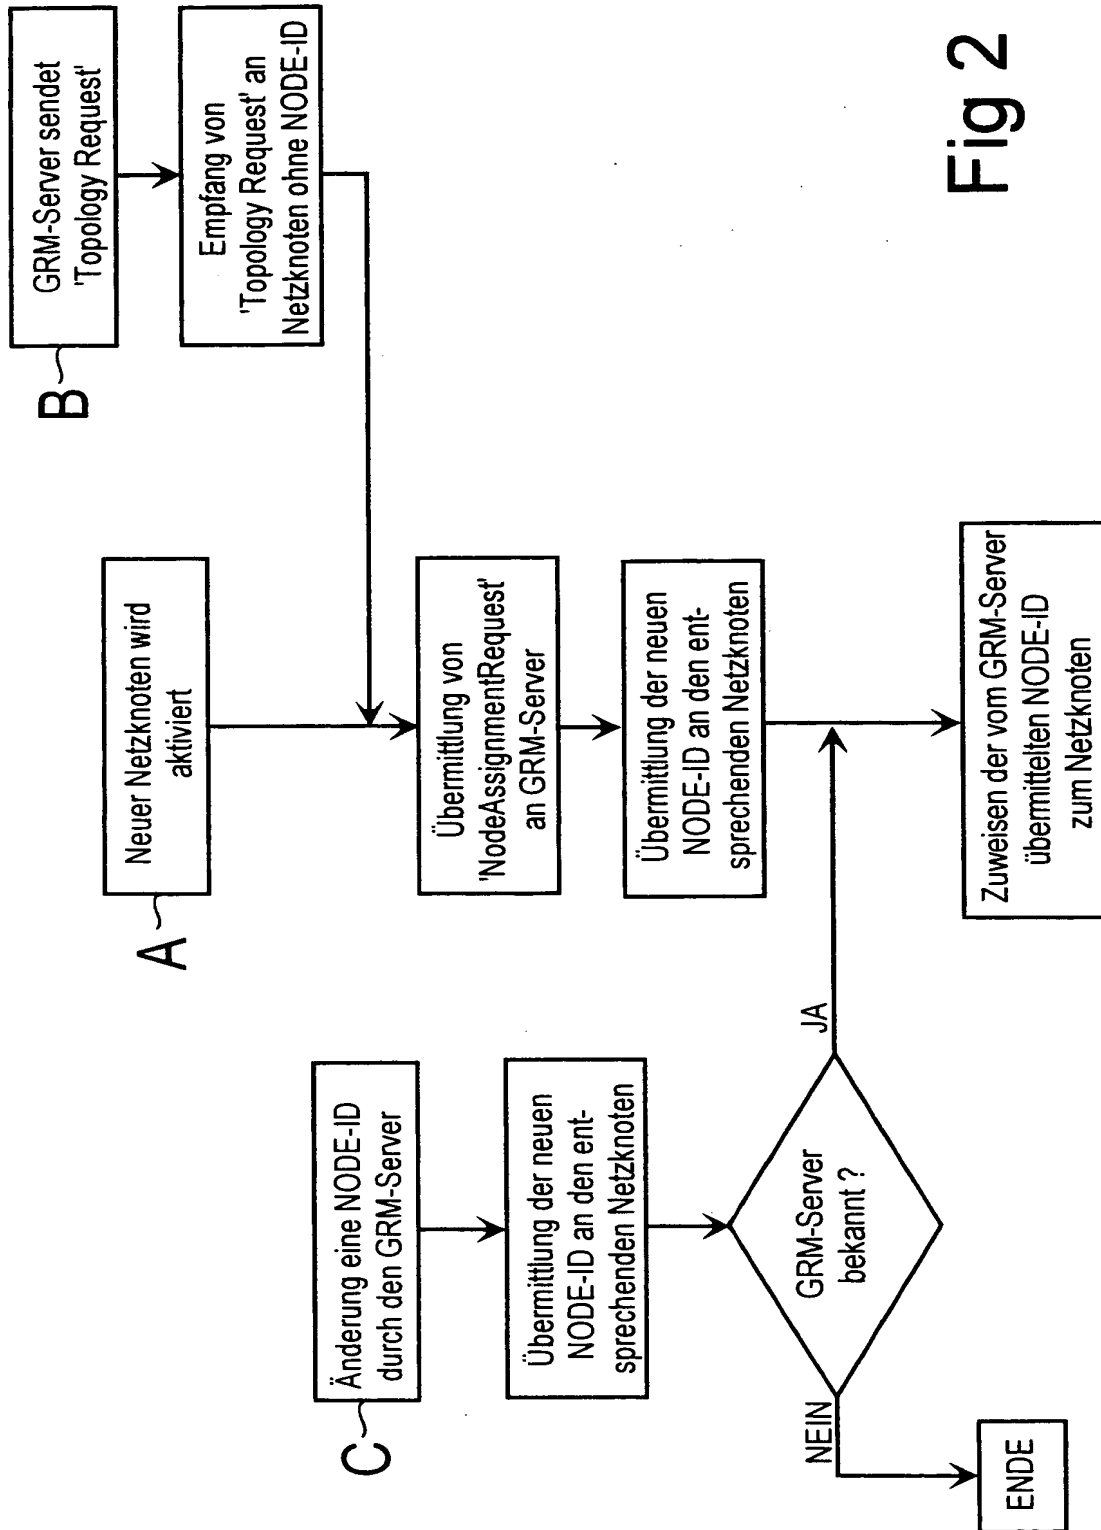 C
Änderung eine NODE-ID
durch den GRM-Server
Übermittlung der neuen
NODE-ID an den ent-
sprechenden Netzknoten
GRM-Server
bekannt ?
NEIN
JA
ENDE
A
Neuer Netzknoten wird
aktiviert
Übermittlung von
'NodeAssignmentRequest'
an GRM-Server
Übermittlung der neuen
NODE-ID an den ent-
sprechenden Netzknoten
Zuweisen der vom GRM-Server
übermittelten NODE-ID
zum Netzknoten
B
GRM-Server sendet
'Topology Request'
Empfang von
'Topology Request' an
Netzknoten ohne NODE-ID
Fig 2